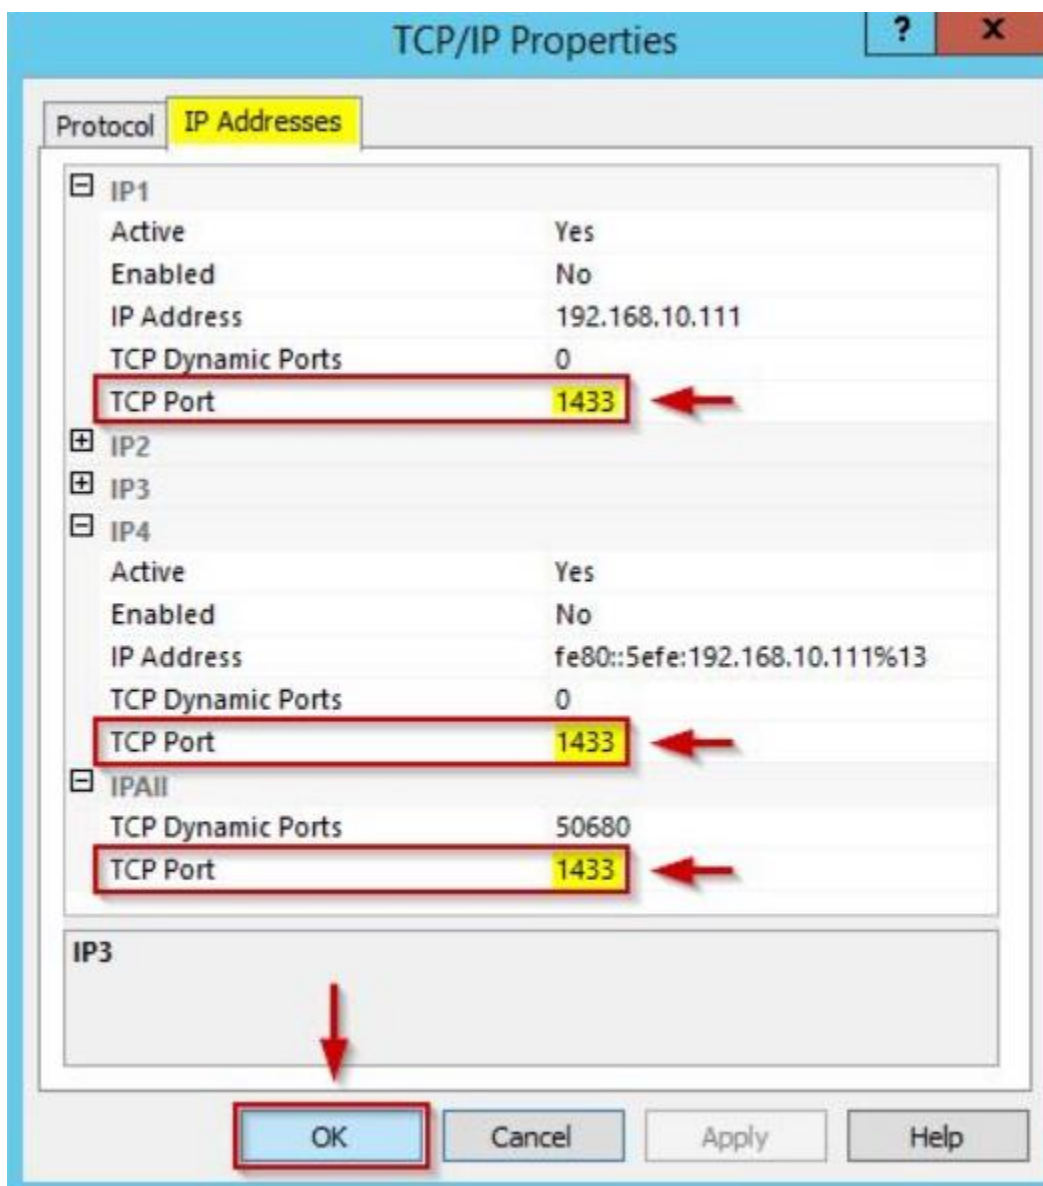 TCP/IP Properties
? x
Protocol IP Addresses
IP1
Active Yes
Enabled No
IP Address 192.168.10.111
TCP Dynamic Ports 0
TCP Port 1433
IP2
IP3
IP4
Active Yes
Enabled No
IP Address fe80::5efe:192.168.10.111%13
TCP Dynamic Ports 0
TCP Port 1433
IPAll
TCP Dynamic Ports 50680
TCP Port 1433
IP3
OK Cancel Apply Help